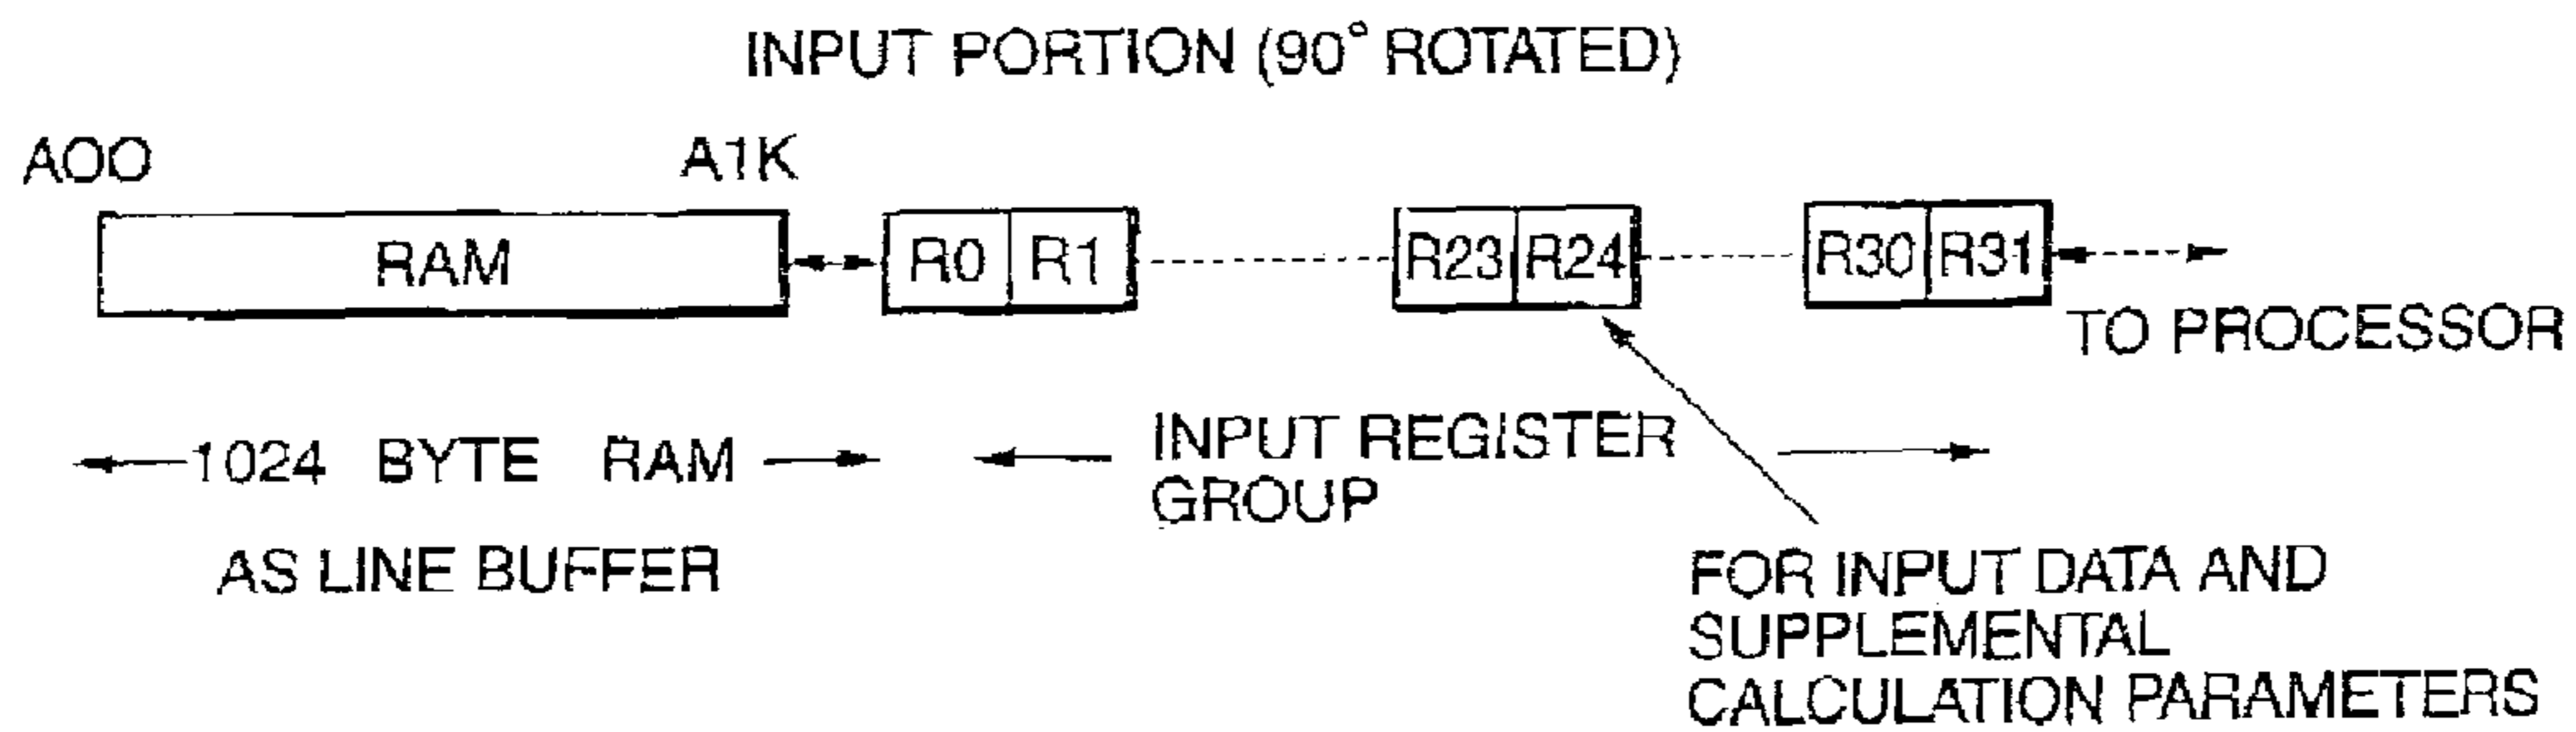 INPUT PORTION (90° ROTATED)
A00 A1K
RAM R0 R1 R23 R24 R30 R31
TO PROCESSOR
1024 BYTE RAM
AS LINE BUFFER
INPUT REGISTER
GROUP
FOR INPUT DATA AND
SUPPLEMENTAL
CALCULATION PARAMETERS